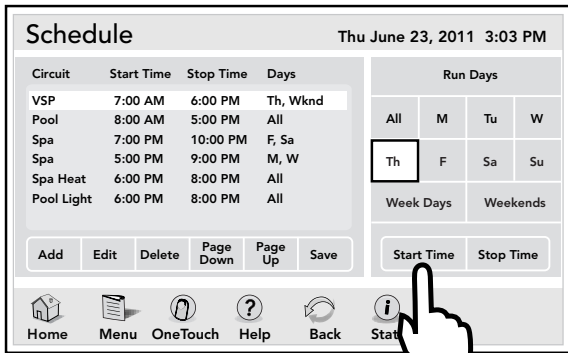 Schedule Thu June 23, 2011 3:03 PM
Circuit Start Time Stop Time Days
VSP 7:00 AM 6:00 PM Th, Wknd
Pool 8:00 AM 5:00 PM All
Spa 7:00 PM 10:00 PM F, Sa
Spa 5:00 PM 9:00 PM M, W
Spa Heat 6:00 PM 8:00 PM All
Pool Light 6:00 PM 8:00 PM All
Add Edit Delete Page Down Page Up Save
Run Days
All M Tu W
Th F Sa Su
Week Days Weekends
Start Time Stop Time
Home Menu OneTouch Help Back Stat